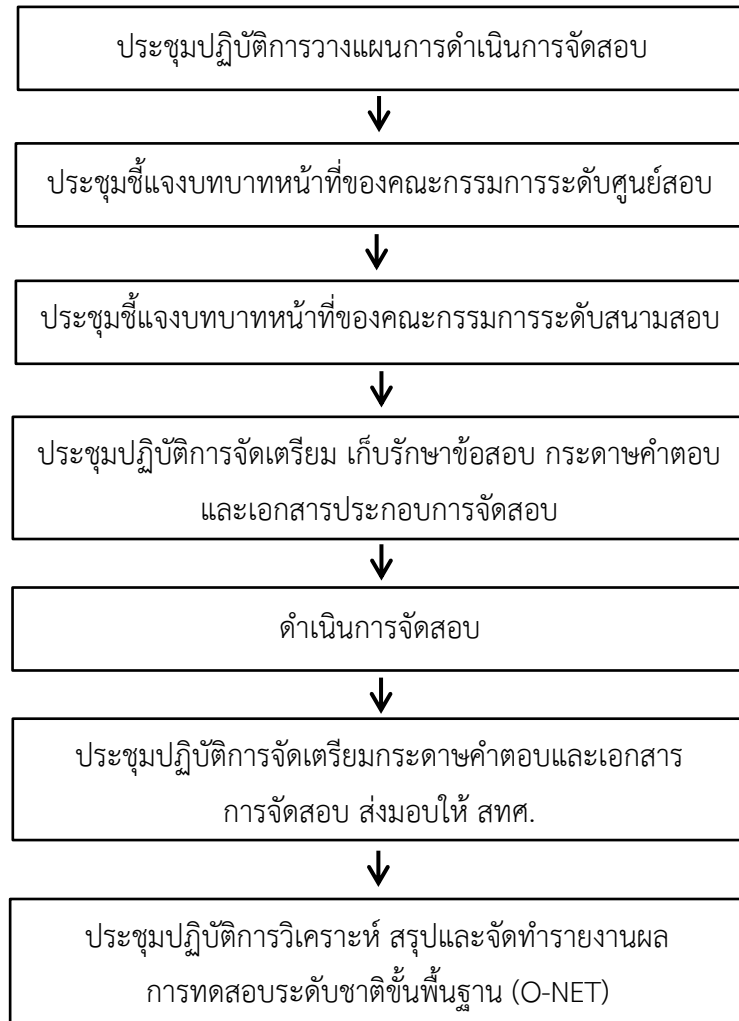 ประชุมปฏิบัติการวางแผนการดำเนินการจัดสอบ
ประชุมชี้แจงบทบาทหน้าที่ของคณะกรรมการระดับศูนย์สอบ
ประชุมชี้แจงบทบาทหน้าที่ของคณะกรรมการระดับสนามสอบ
ประชุมปฏิบัติการจัดเตรียม เก็บรักษาข้อสอบ กระดาษคำตอบ
และเอกสารประกอบการจัดสอบ
ดำเนินการจัดสอบ
ประชุมปฏิบัติการจัดเตรียมกระดาษคำตอบและเอกสาร
การจัดสอบ ส่งมอบให้ สทศ.
ประชุมปฏิบัติการวิเคราะห์ สรุปและจัดทำรายงานผล
การทดสอบระดับชาติขั้นพื้นฐาน (O-NET)